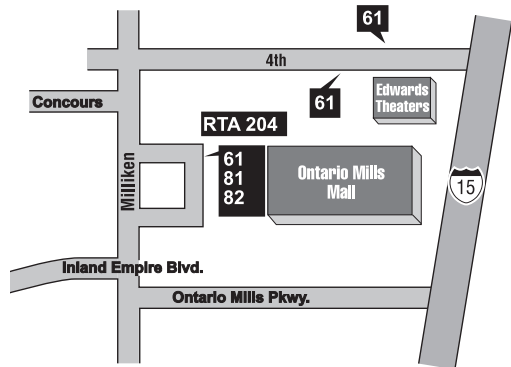 61
4th
Edwards
Theaters
61
Concours
RTA 204
61
81
82
Ontario Mills
Mall
Milliken
15
Inland Empire Blvd.
Ontario Mills Pkwy.